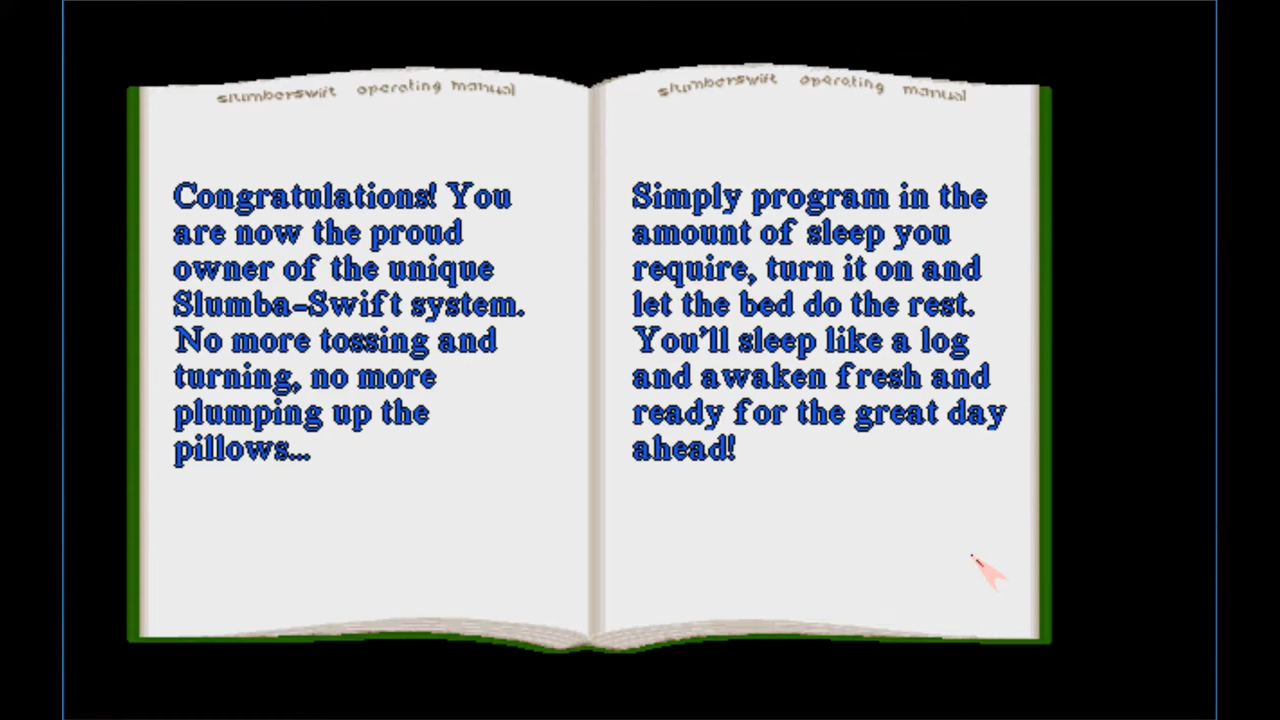 slumberswift operating manual
Congratulations! You
are now the proud
owner of the unique
Slumba-Swift system.
No more tossing and
turning, no more
plumping up the
pillows...
slumberswift operating manual
Simply program in the
amount of sleep you
require, turn it on and
let the bed do the rest.
You'll sleep like a log
and awaken fresh and
ready for the great day
ahead!